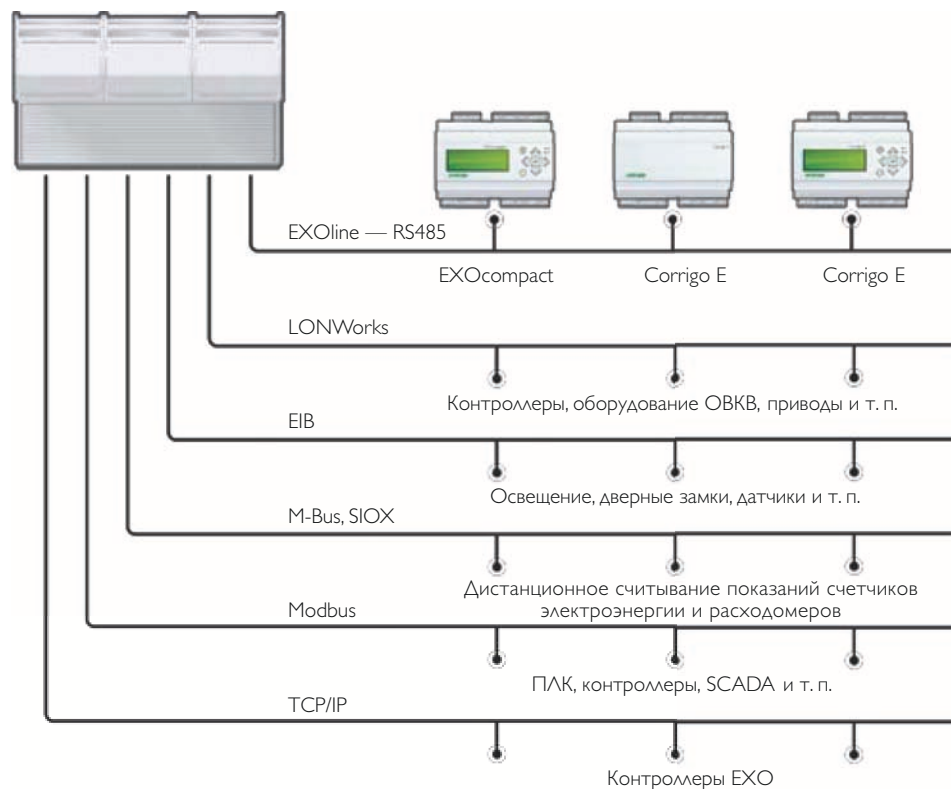 EXOline — RS485
EXOcompact
Corrigo E
Corrigo E
LONWorks
Контроллеры, оборудование ОВКВ, приводы и т. п.
EIB
Освещение, дверные замки, датчики и т. п.
M-Bus, SIOX
Дистанционное считывание показаний счетчиков
электроэнергии и расходомеров
Modbus
ПЛК, контроллеры, SCADA и т. п.
TCP/IP
Контроллеры EXO